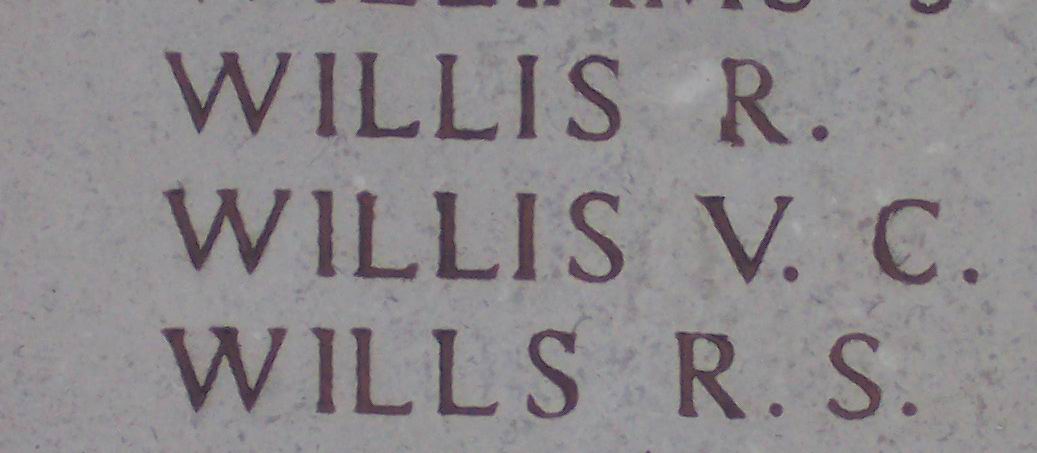 WILLIS R.
WILLIS V. C.
WILLS R. S.